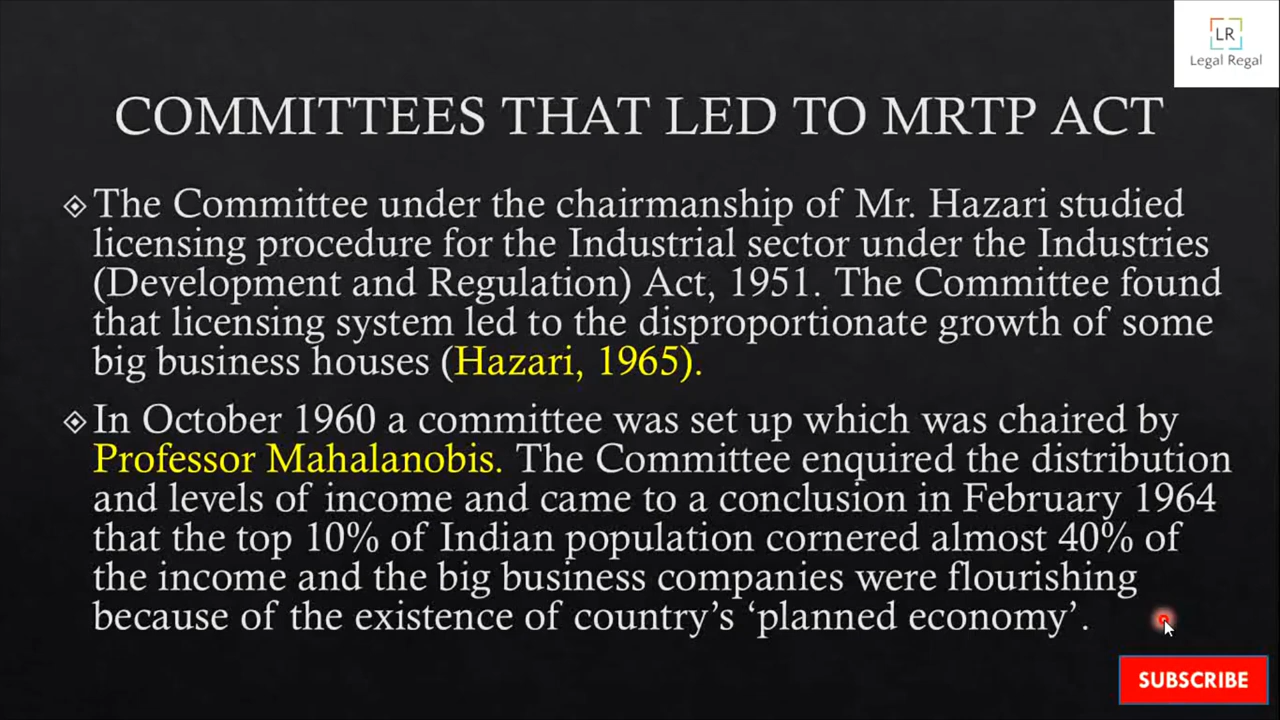 LR
Legal Regal
COMMITTEES THAT LED TO MRTP ACT
The Committee under the chairmanship of Mr. Hazari studied
licensing procedure for the Industrial sector under the Industries
(Development and Regulation) Act, 1951. The Committee found
that licensing system led to the disproportionate growth of some
big business houses (Hazari, 1965).
In October 1960 a committee was set up which was chaired by
Professor Mahalanobis. The Committee enquired the distribution
and levels of income and came to a conclusion in February 1964
that the top 10% of Indian population cornered almost 40% of
the income and the big business companies were flourishing
because of the existence of country’s ‘planned economy’.
SUBSCRIBE